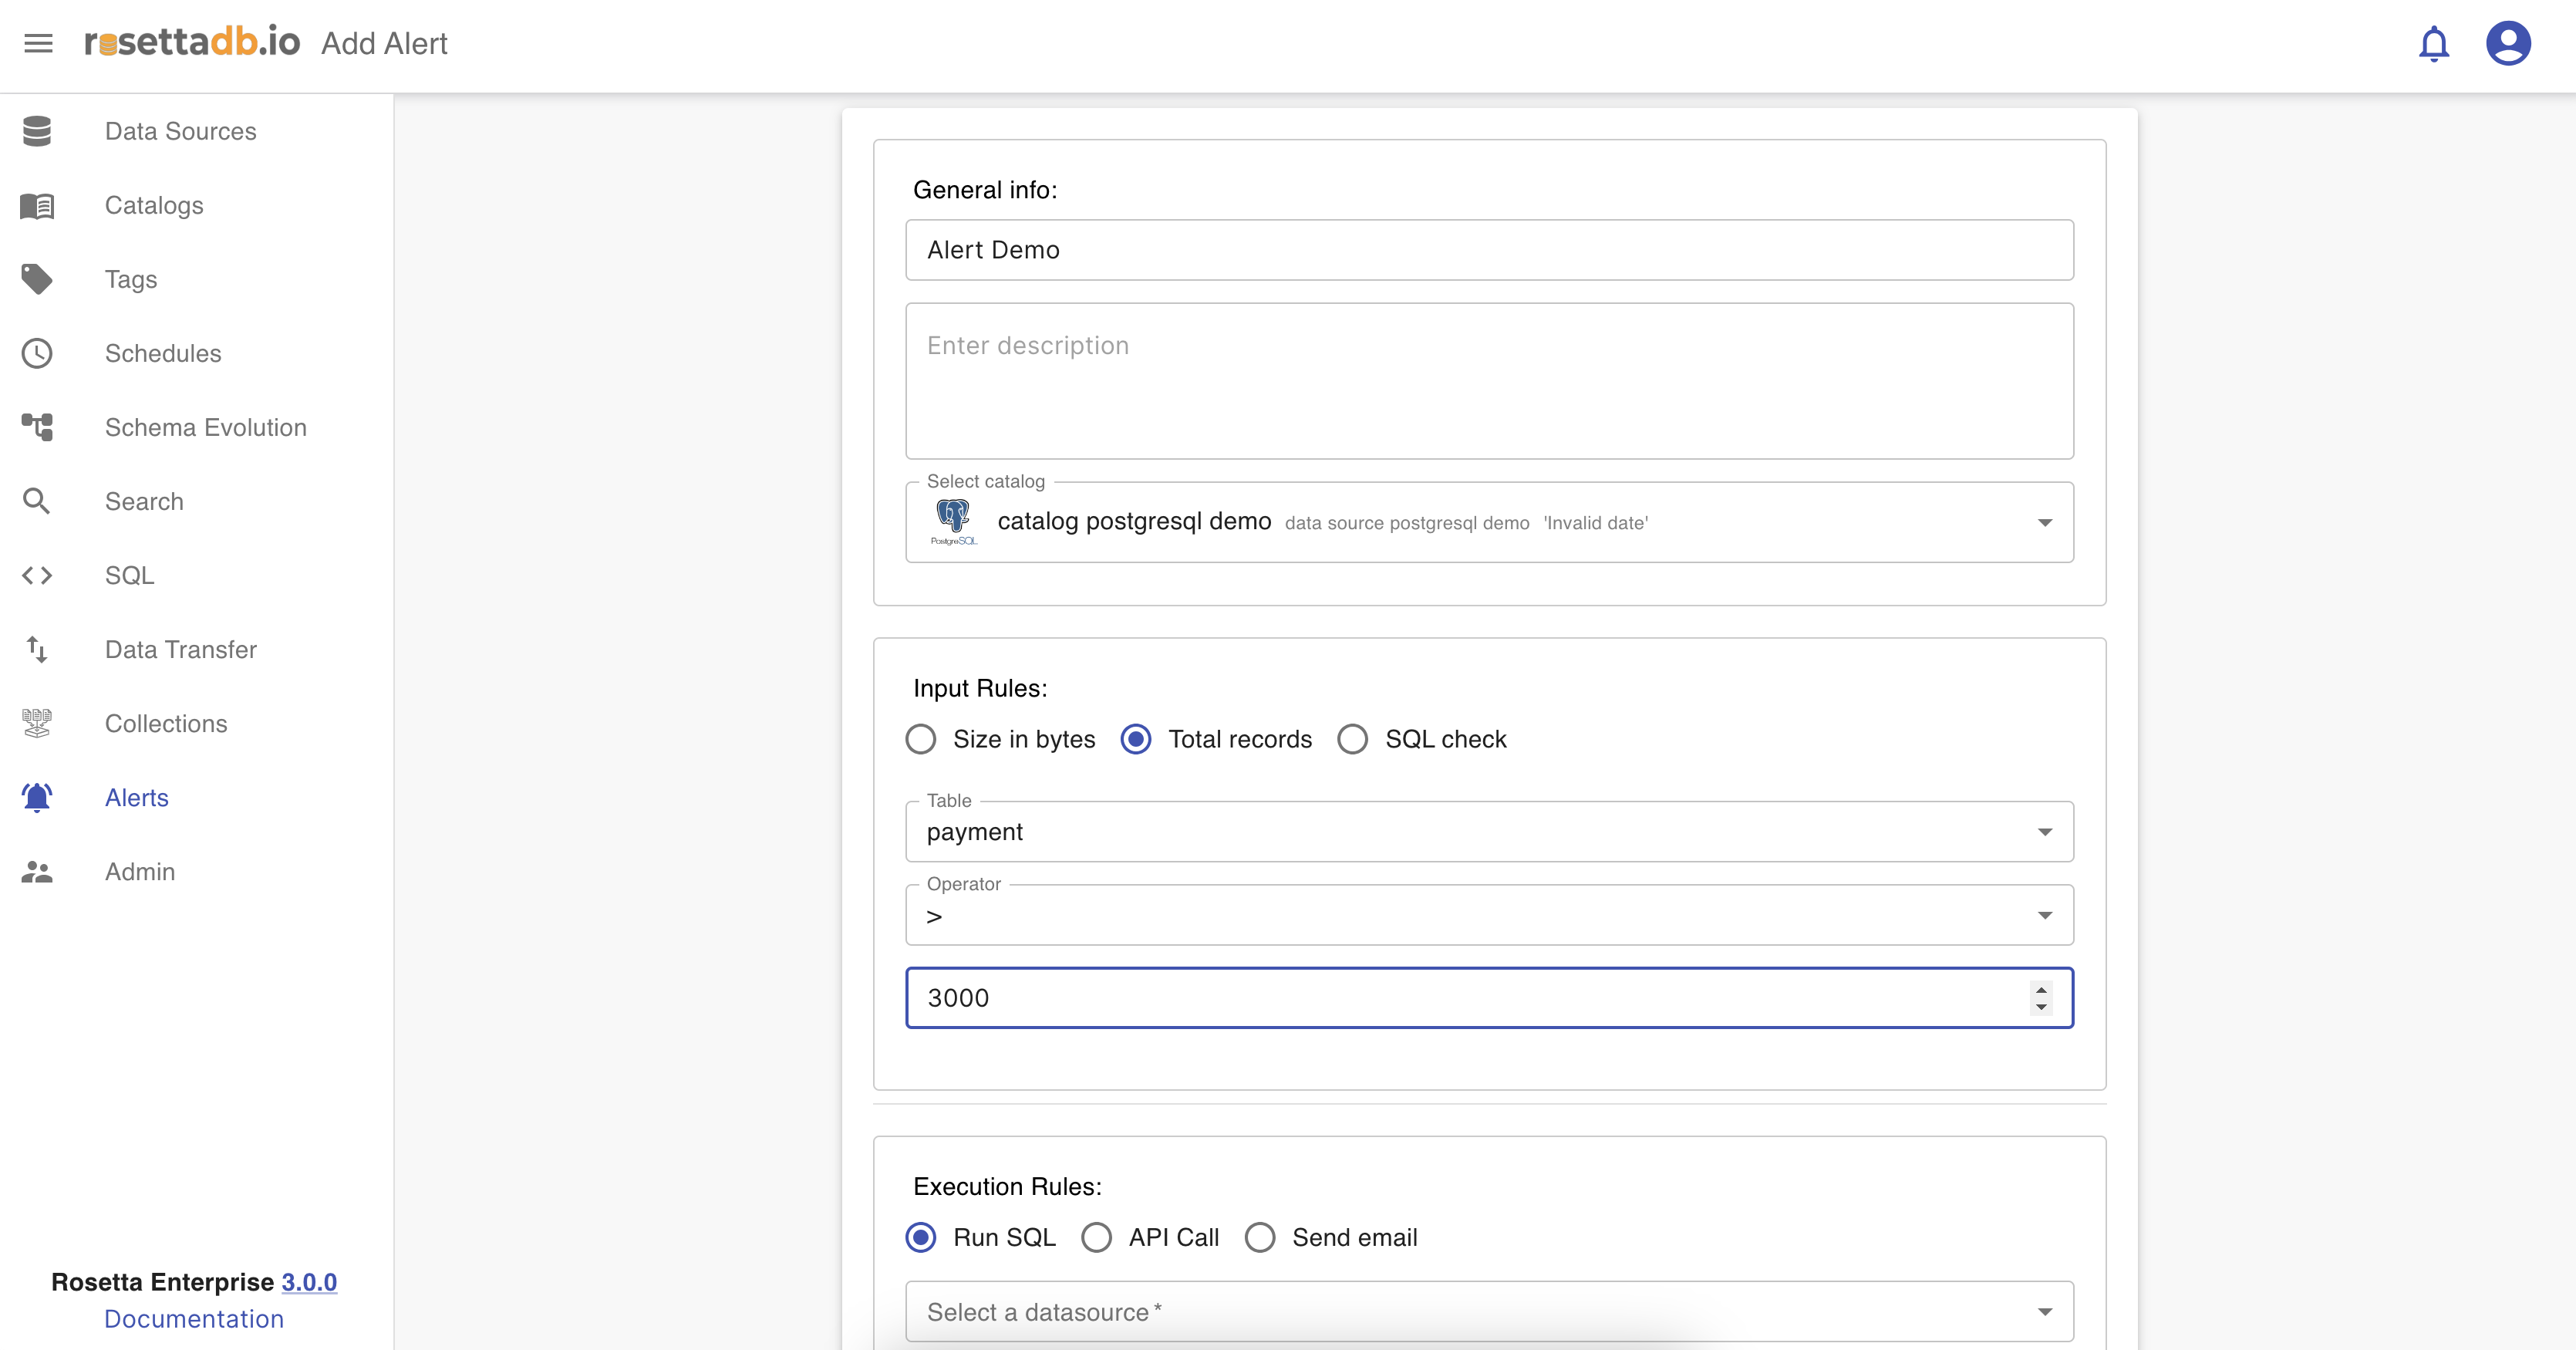 rosettadb.io Add Alert
Data Sources
Catalogs
Tags
Schedules
Schema Evolution
Search
SQL
Data Transfer
Collections
Alerts
Admin
Rosetta Enterprise 3.0.0
Documentation
General info:
Alert Demo
Enter description
Select catalog
PostgreSQL
catalog postgresql demo data source postgresql demo 'Invalid date'
Input Rules:
Size in bytes Total records SQL check
Table
payment
Operator
>
3000
Execution Rules:
Run SQL API Call Send email
Select a datasource *